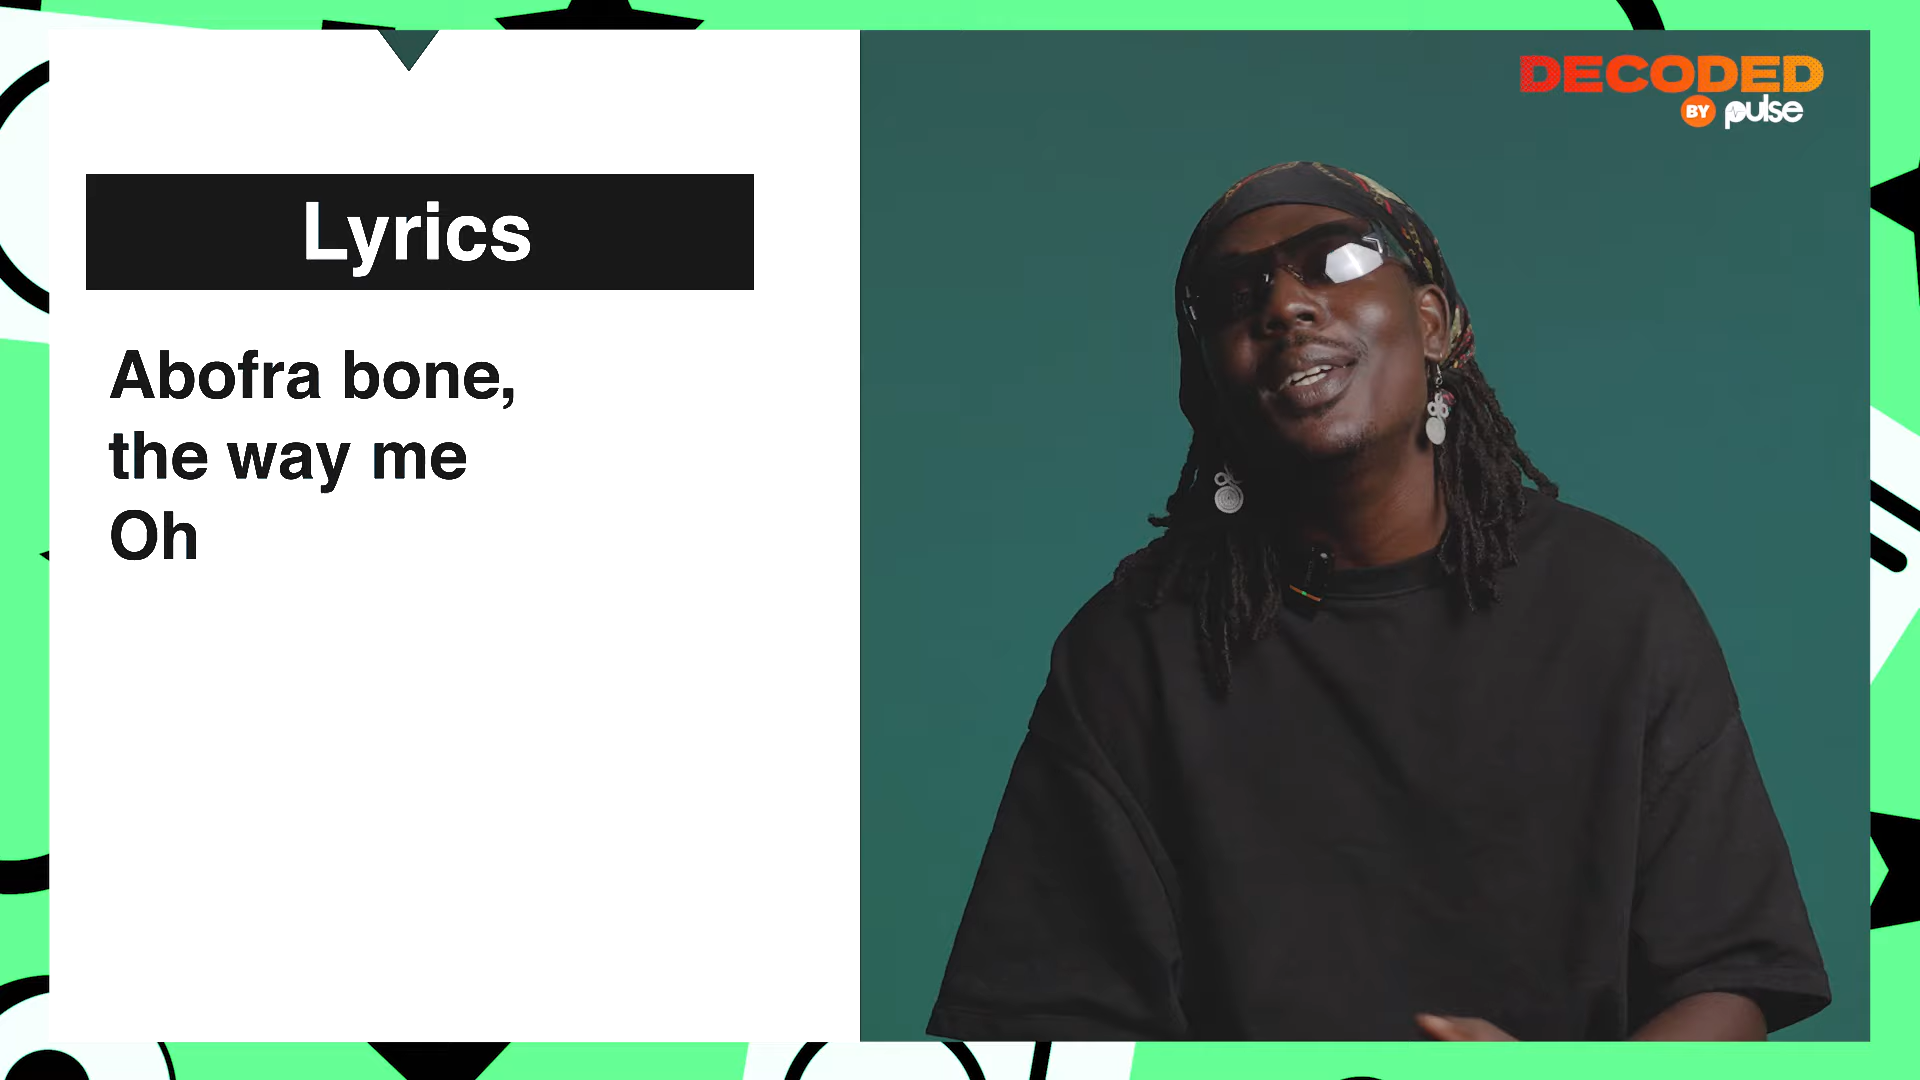 DECODED
BY pulse
Lyrics
Abofra bone,
the way me
Oh